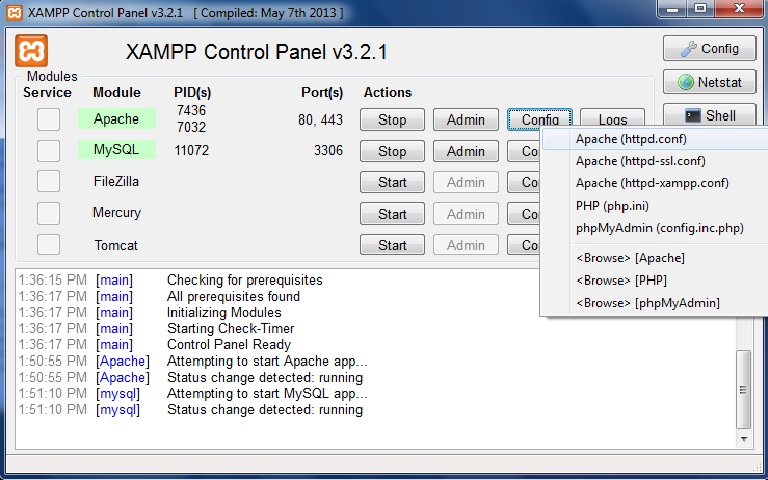 XAMPP Control Panel v3.2.1 [ Compiled: May 7th 2013 ]
XAMPP Control Panel v3.2.1
Config
Netstat
Shell
Modules
Service Module PID(s) Port(s) Actions
Apache 7436 7032 80, 443 Stop Admin Config Logs
MySQL 11072 3306 Stop Admin
FileZilla Start Admin
Mercury Start Admin
Tomcat Start Admin
Apache (httpd.conf)
Apache (httpd-ssl.conf)
Apache (httpd-xampp.conf)
PHP (php.ini)
phpMyAdmin (config.inc.php)
<Browse> [Apache]
<Browse> [PHP]
<Browse> [phpMyAdmin]
1:36:15 PM [main] Checking for prerequisites
1:36:17 PM [main] All prerequisites found
1:36:17 PM [main] Initializing Modules
1:36:17 PM [main] Starting Check-Timer
1:36:17 PM [main] Control Panel Ready
1:50:55 PM [Apache] Attempting to start Apache app...
1:50:55 PM [Apache] Status change detected: running
1:51:10 PM [mysql] Attempting to start MySQL app...
1:51:10 PM [mysql] Status change detected: running